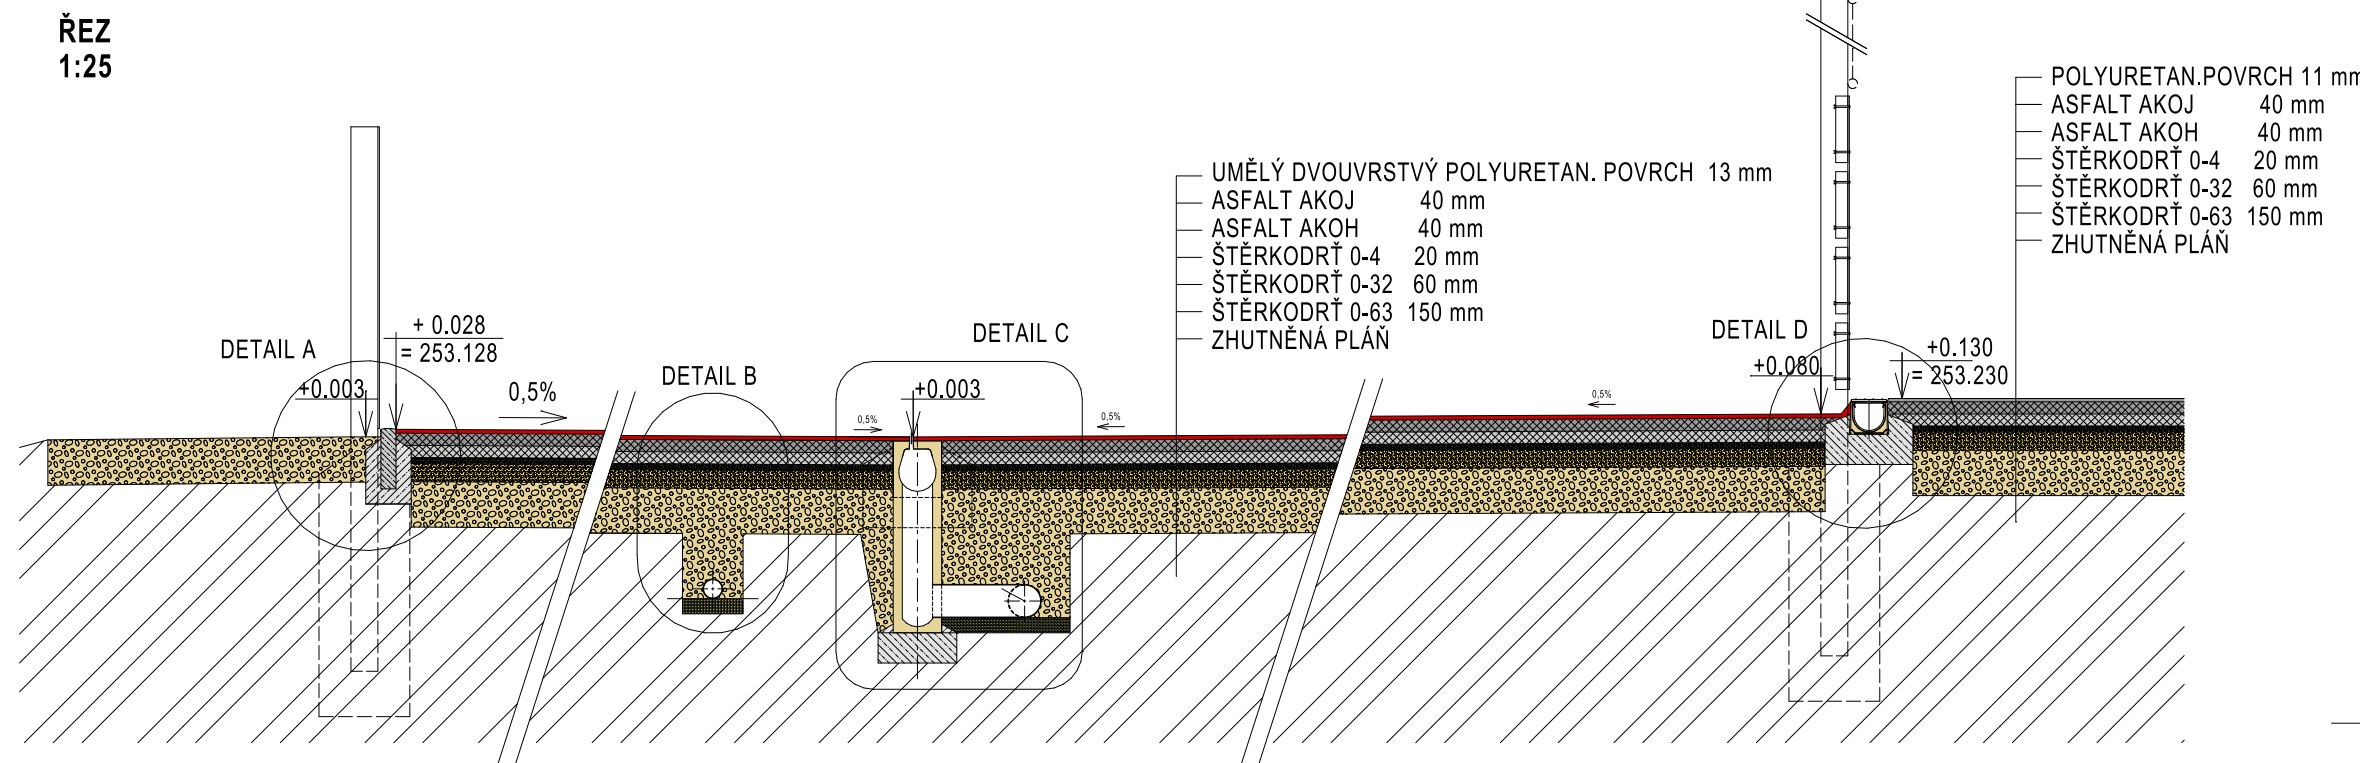 ŘEZ
1:25
POLYURETAN.POVRCH 11 mm
ASFALT AKOJ 40 mm
ASFALT AKOH 40 mm
ŠTĚRKODRŤ 0-4 20 mm
ŠTĚRKODRŤ 0-32 60 mm
ŠTĚRKODRŤ 0-63 150 mm
ZHUTNĚNÁ PLÁŇ
UMĚLÝ DVOUVRSTVÝ POLYURETAN. POVRCH 13 mm
ASFALT AKOJ 40 mm
ASFALT AKOH 40 mm
ŠTĚRKODRŤ 0-4 20 mm
ŠTĚRKODRŤ 0-32 60 mm
ŠTĚRKODRŤ 0-63 150 mm
ZHUTNĚNÁ PLÁŇ
DETAIL A
+ 0.028
= 253.128
+0.003
0,5%
DETAIL B
DETAIL C
+0.003
0,5%
0,5%
0,5%
DETAIL D
+0.080
+0.130
= 253.230